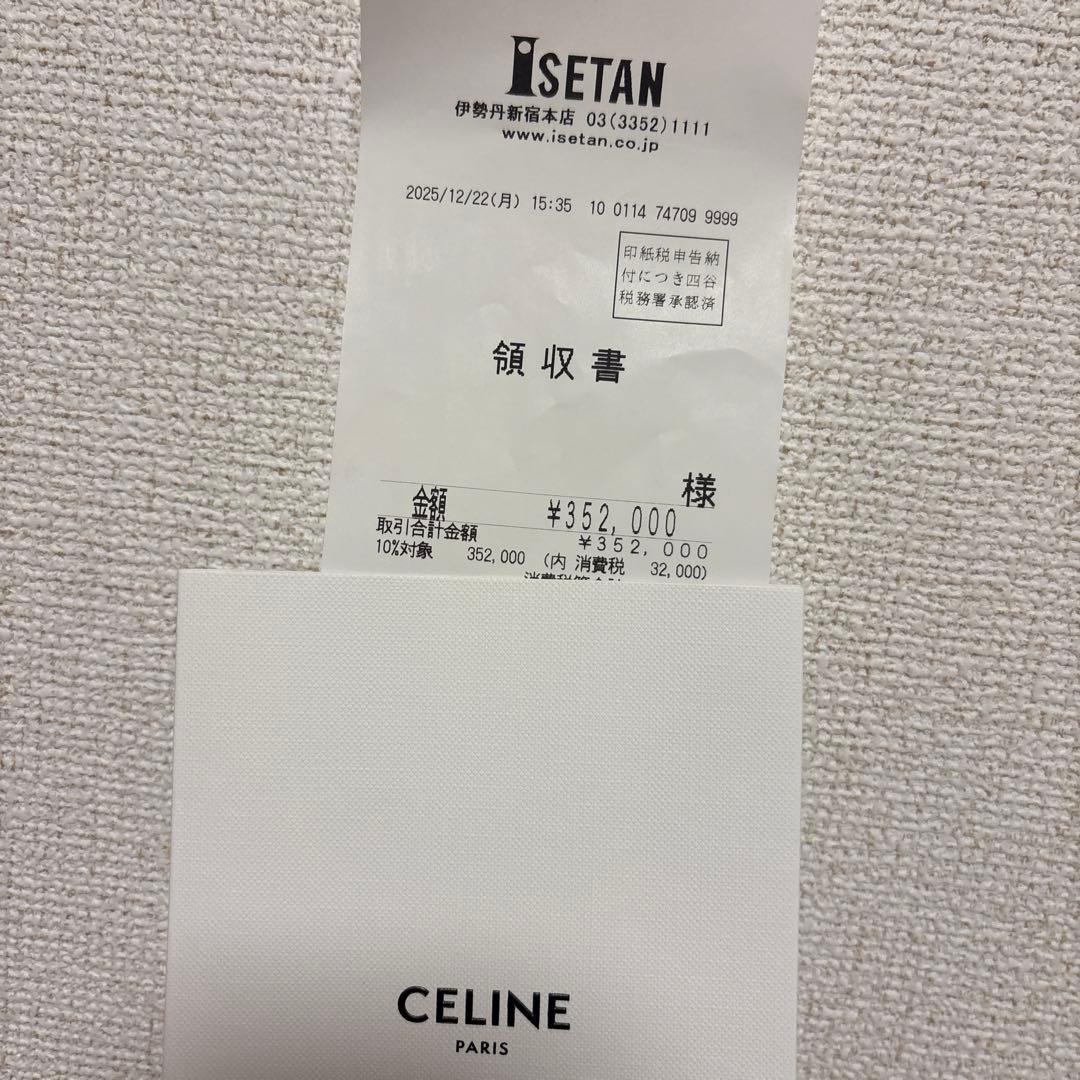 ISETAN
伊勢丹新宿本店 03(3352)1111
www.isetan.co.jp
2025/12/22(月) 15:35 10 0114 74709 9999
印紙税申告納
付につき四谷
税務署承認済
領収書
様
金額 ¥352,000
取引合計金額 ¥352,000
10%対象 352,000 (内 消費税 32,000)
CELINE
PARIS